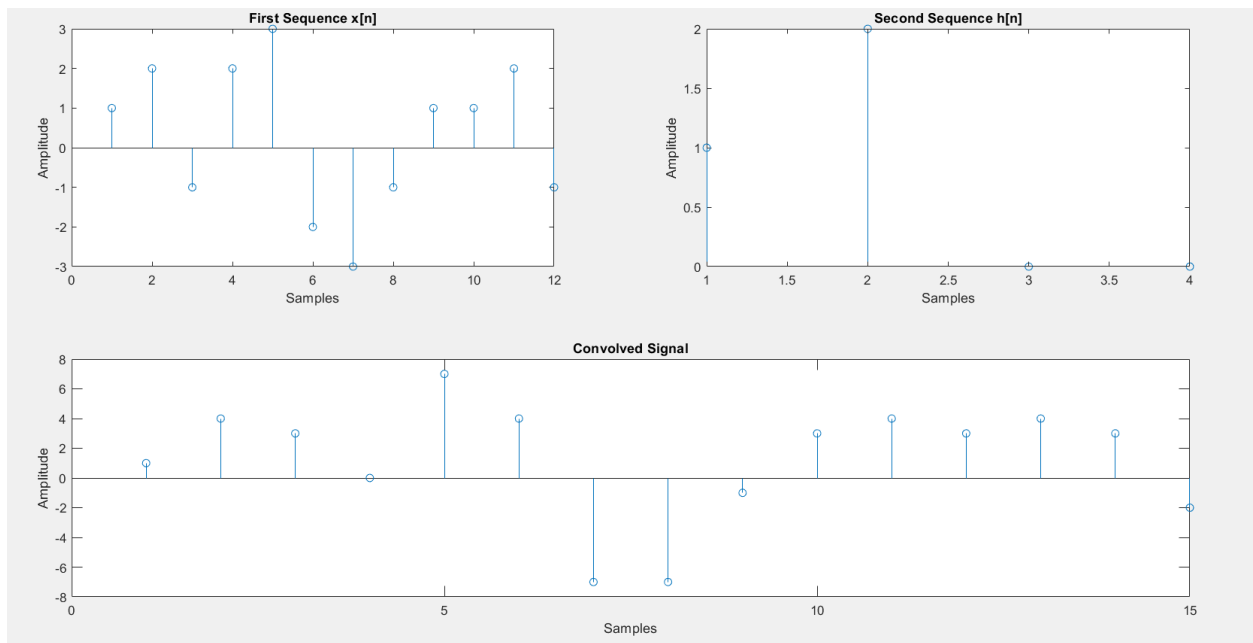 First Sequence x[n]
3
2
1
0
-1
-2
-3
Amplitude
0 2 4 6 8 10 12
Samples
Second Sequence h[n]
2
1.5
1
0.5
0
Amplitude
1 1.5 2 2.5 3 3.5 4
Samples
Convolved Signal
8
6
4
2
0
-2
-4
-6
-8
Amplitude
0 5 10 15
Samples